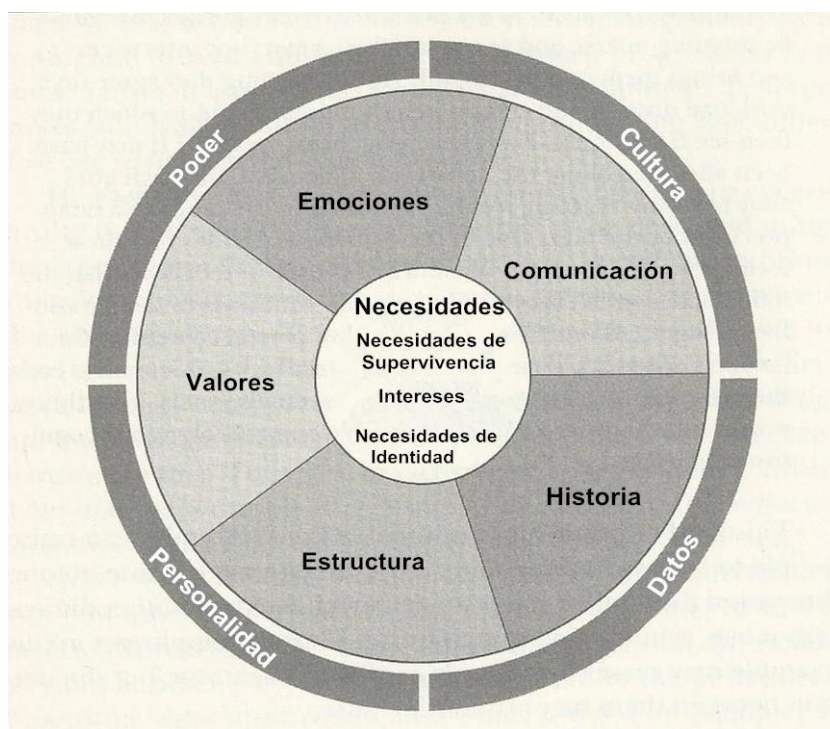 Poder
Cultura
Emociones
Comunicación
Necesidades
Necesidades de
Supervivencia
Intereses
Necesidades de
Identidad
Valores
Historia
Estructura
Personalidad
Datos